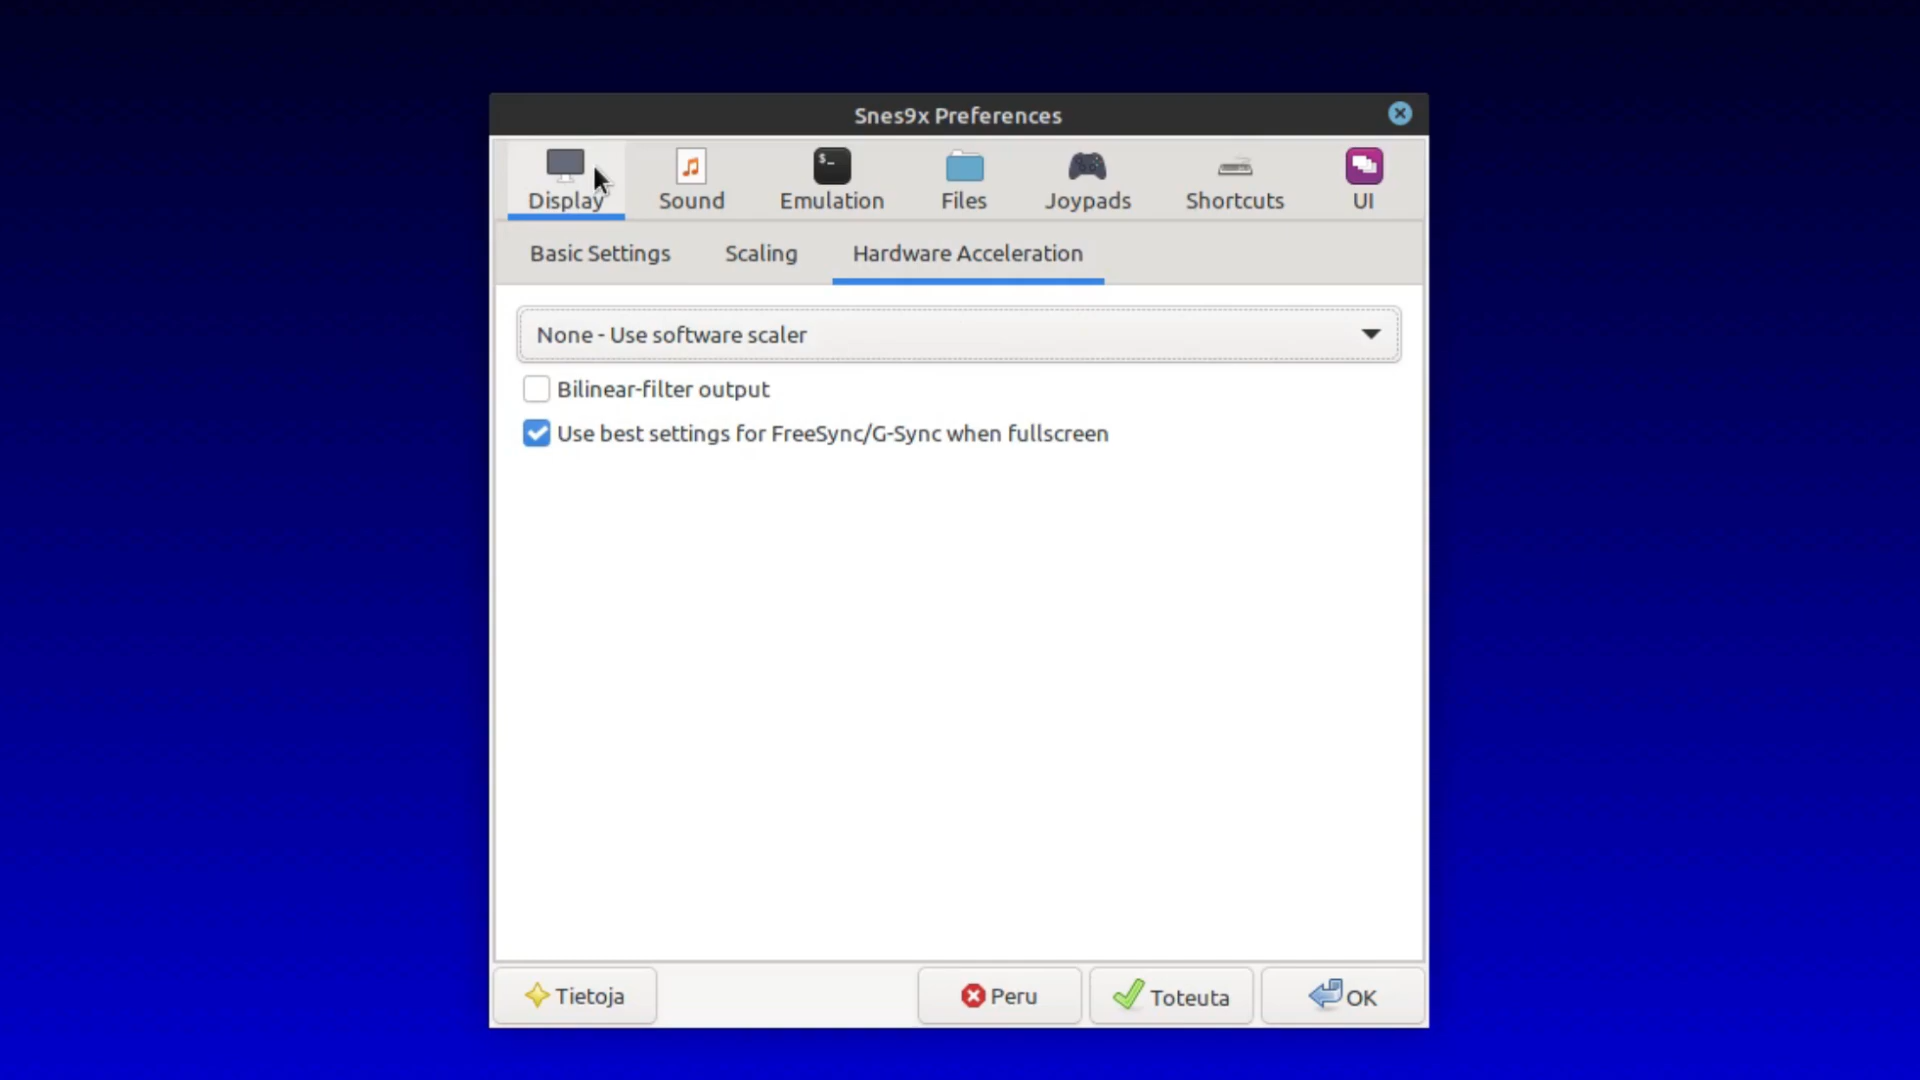 Snes9x Preferences
$_
Display Sound Emulation Files Joypads Shortcuts UI
Basic Settings Scaling Hardware Acceleration
None - Use software scaler
Bilinear-filter output
Use best settings for FreeSync/G-Sync when fullscreen
Tietoja Peru Toteuta OK